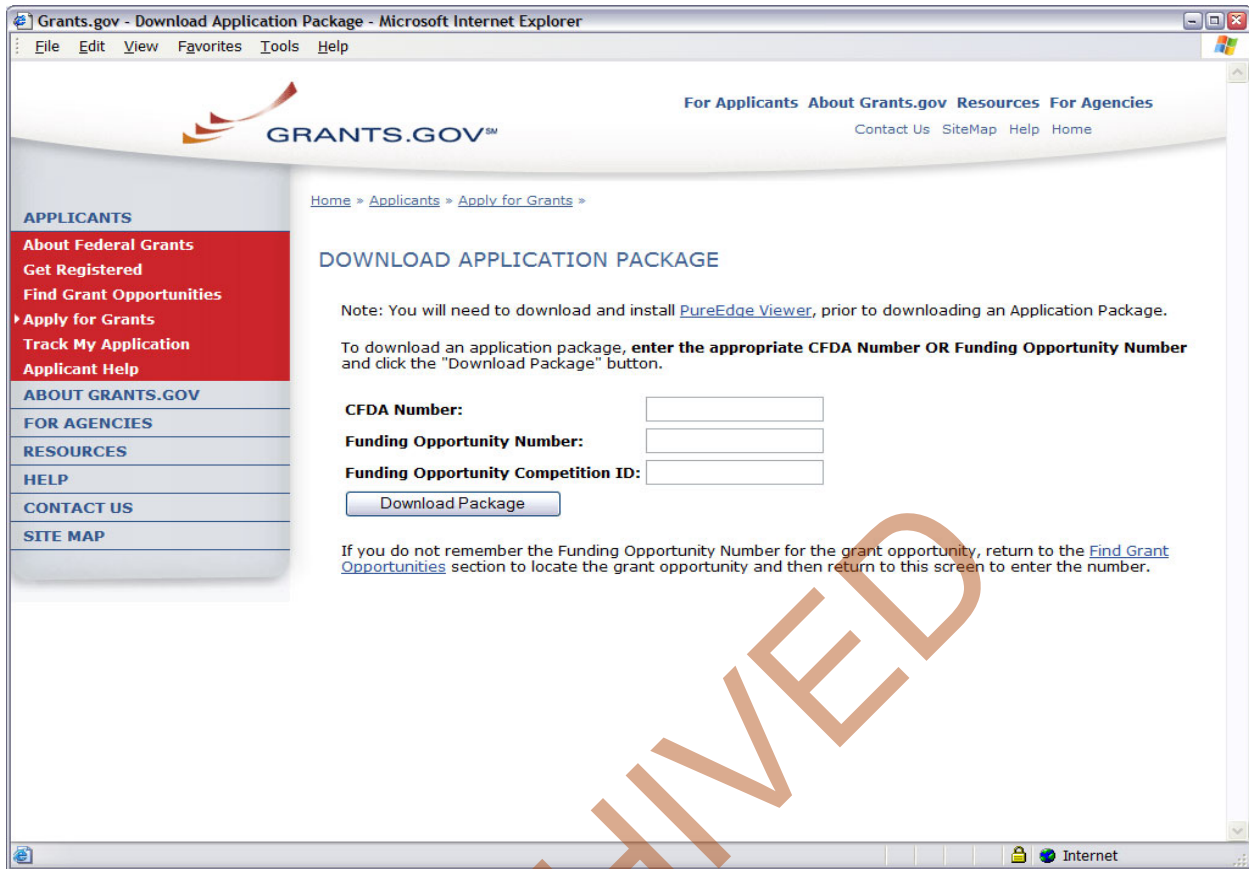 Grants.gov - Download Application Package - Microsoft Internet Explorer
File Edit View Favorites Tools Help
For Applicants About Grants.gov Resources For Agencies
GRANTS.GOV℠
Contact Us SiteMap Help Home
Home » Applicants » Apply for Grants »
APPLICANTS
About Federal Grants
Get Registered
Find Grant Opportunities
Apply for Grants
Track My Application
Applicant Help
ABOUT GRANTS.GOV
FOR AGENCIES
RESOURCES
HELP
CONTACT US
SITE MAP
DOWNLOAD APPLICATION PACKAGE
Note: You will need to download and install PureEdge Viewer, prior to downloading an Application Package.
To download an application package, enter the appropriate CFDA Number OR Funding Opportunity Number
and click the "Download Package" button.
CFDA Number:
Funding Opportunity Number:
Funding Opportunity Competition ID:
Download Package
If you do not remember the Funding Opportunity Number for the grant opportunity, return to the Find Grant
Opportunities section to locate the grant opportunity and then return to this screen to enter the number.
HIVED
Internet